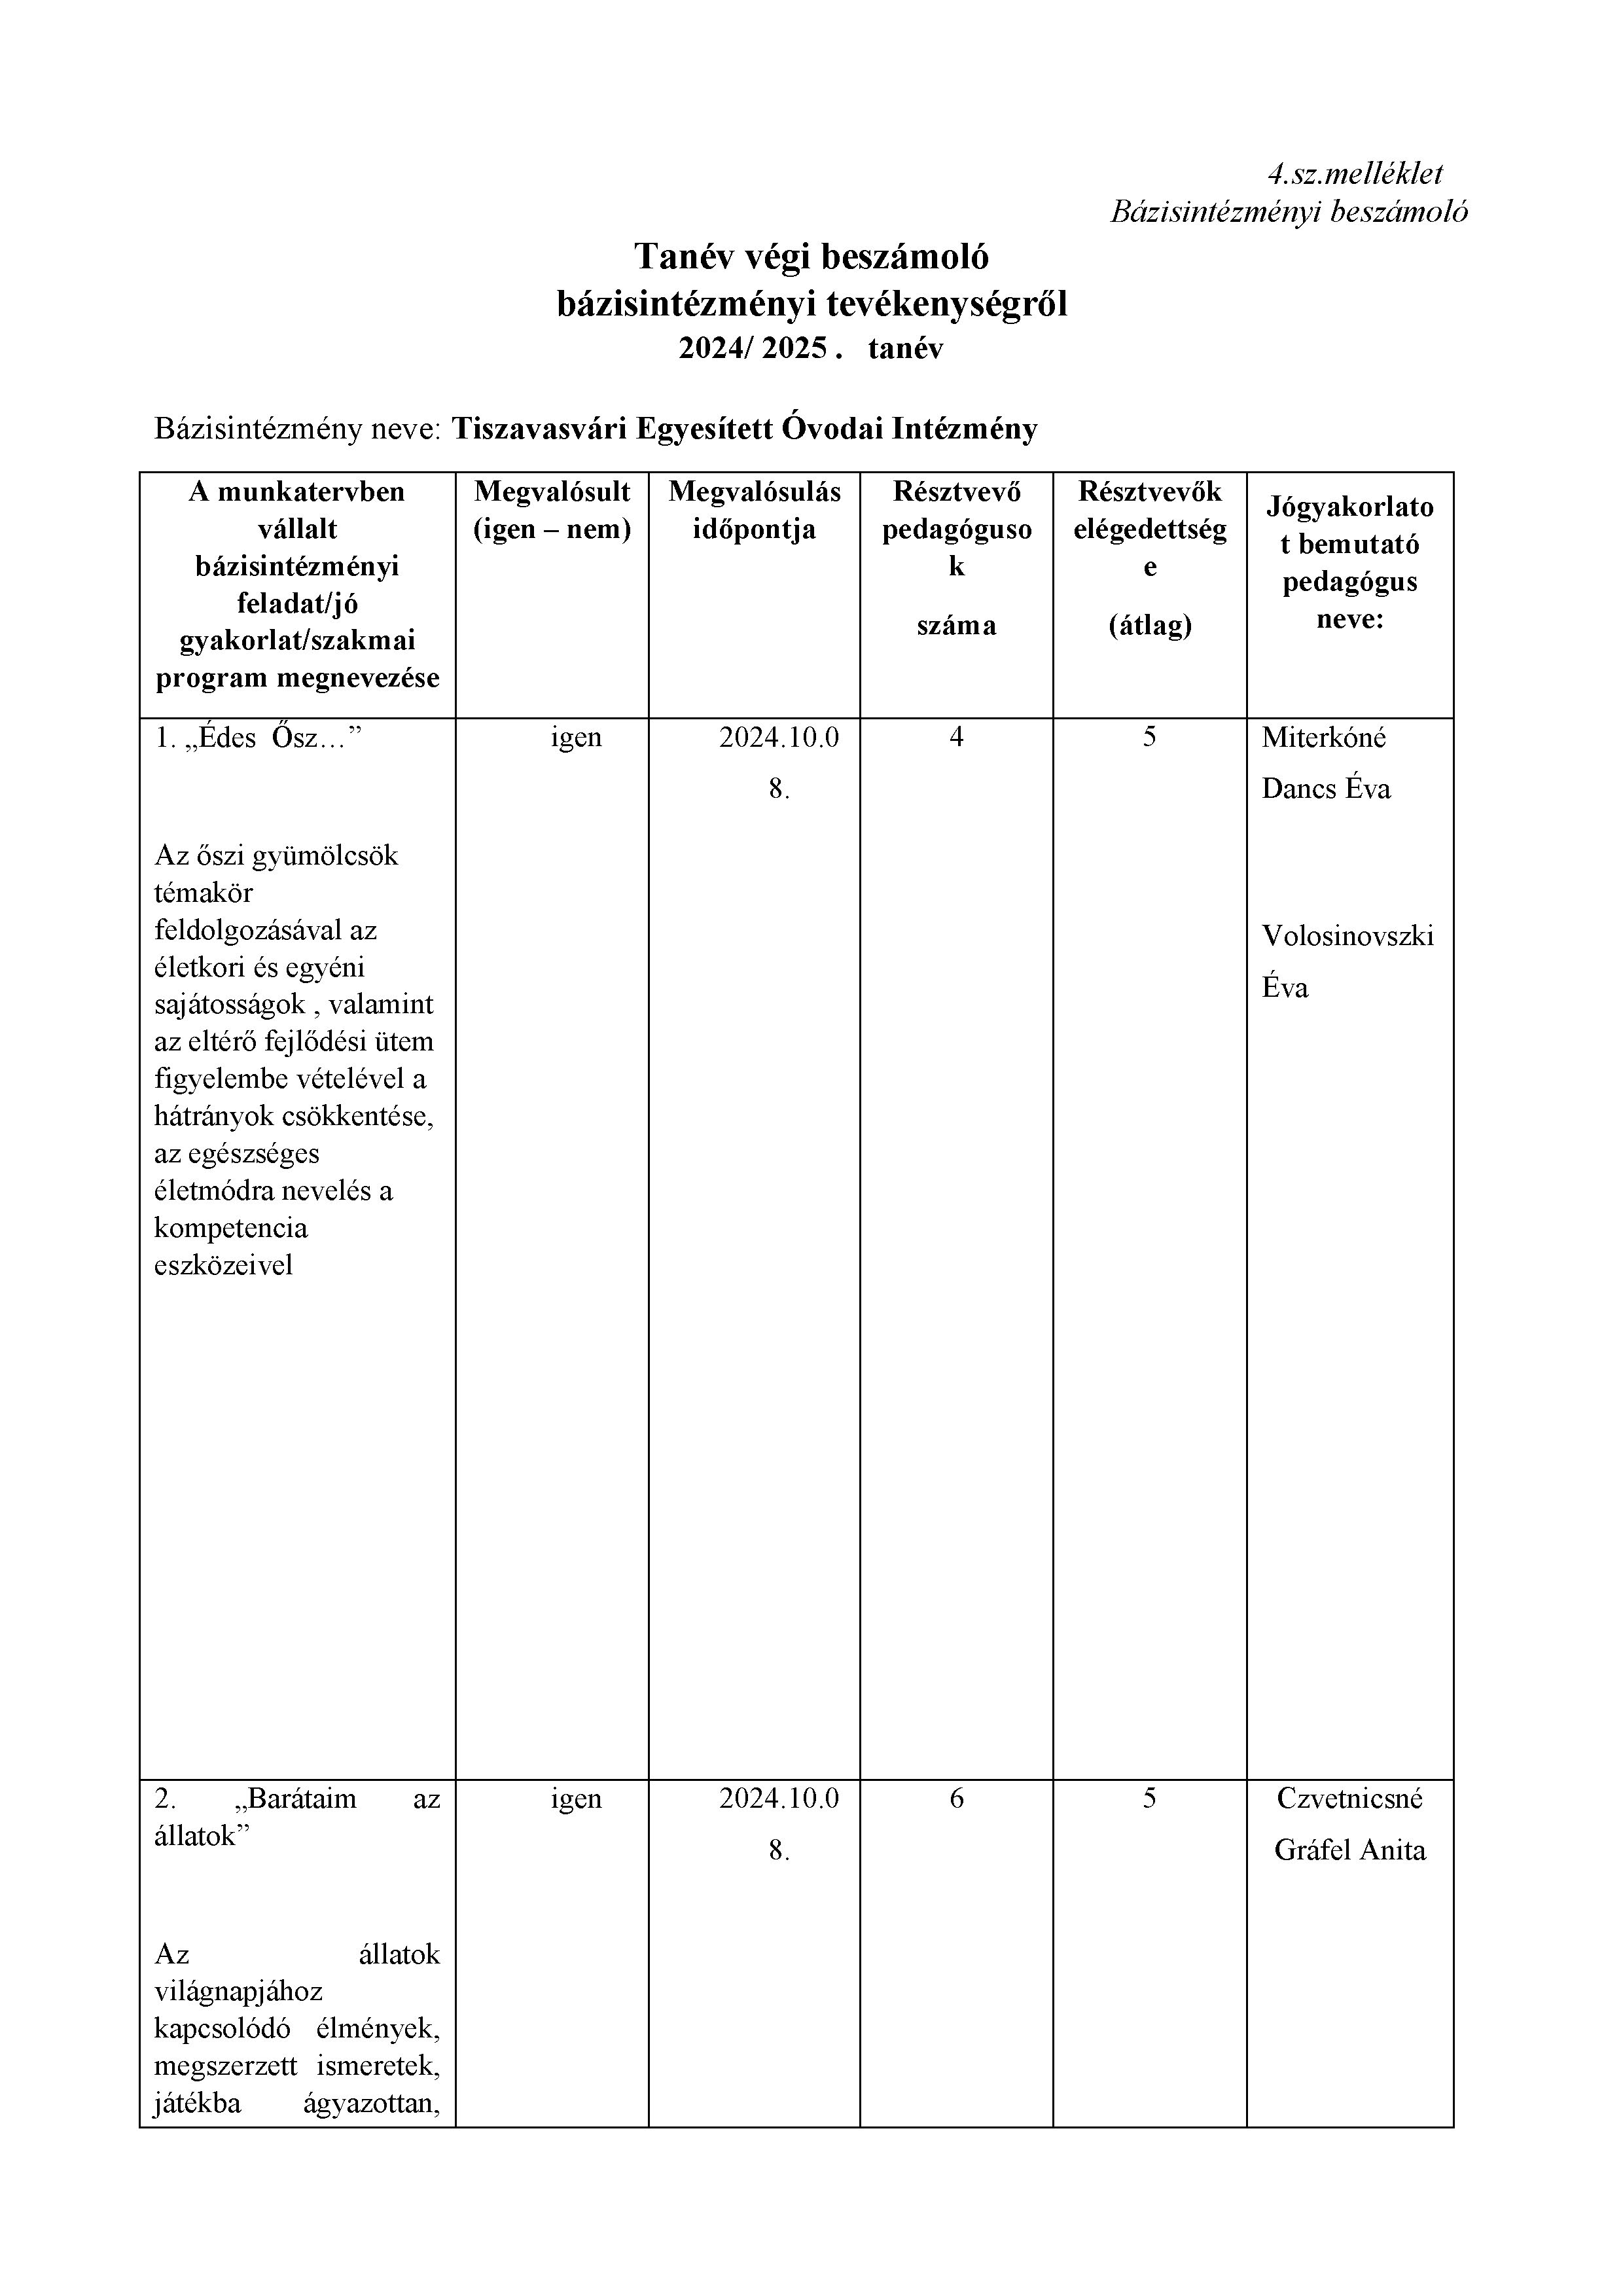 4.sz.melléklet
Bázisintézményi beszámoló
Tanév végi beszámoló
bázisintézményi tevékenységről
2024/ 2025 .   tanév
Bázisintézmény neve: Tiszavasvári Egyesített Óvodai Intézmény
A munkatervben
vállalt
bázisintézményi
feladat/jó
gyakorlat/szakmai
program megnevezése
Megvalósult
(igen – nem)
Megvalósulás
időpontja
Résztvevő
pedagóguso
k
száma
Résztvevők
elégedettség
e
(átlag)
Jógyakorlato
t bemutató
pedagógus
neve:
1. „Édes  Ősz…”
Az őszi gyümölcsök
témakör
feldolgozásával az
életkori és egyéni
sajátosságok , valamint
az eltérő fejlődési ütem
figyelembe vételével a
hátrányok csökkentése,
az egészséges
életmódra nevelés a
kompetencia
eszközeivel
igen
2024.10.0
8.
4
5
Miterkóné
Dancs Éva
Volosinovszki
Éva
2. „Barátaim az
állatok”
Az állatok
világnapjához
kapcsolódó élmények,
megszerzett ismeretek,
játékba ágyazottan,
igen
2024.10.0
8.
6
5
Czvetnicsné
Gráfel Anita